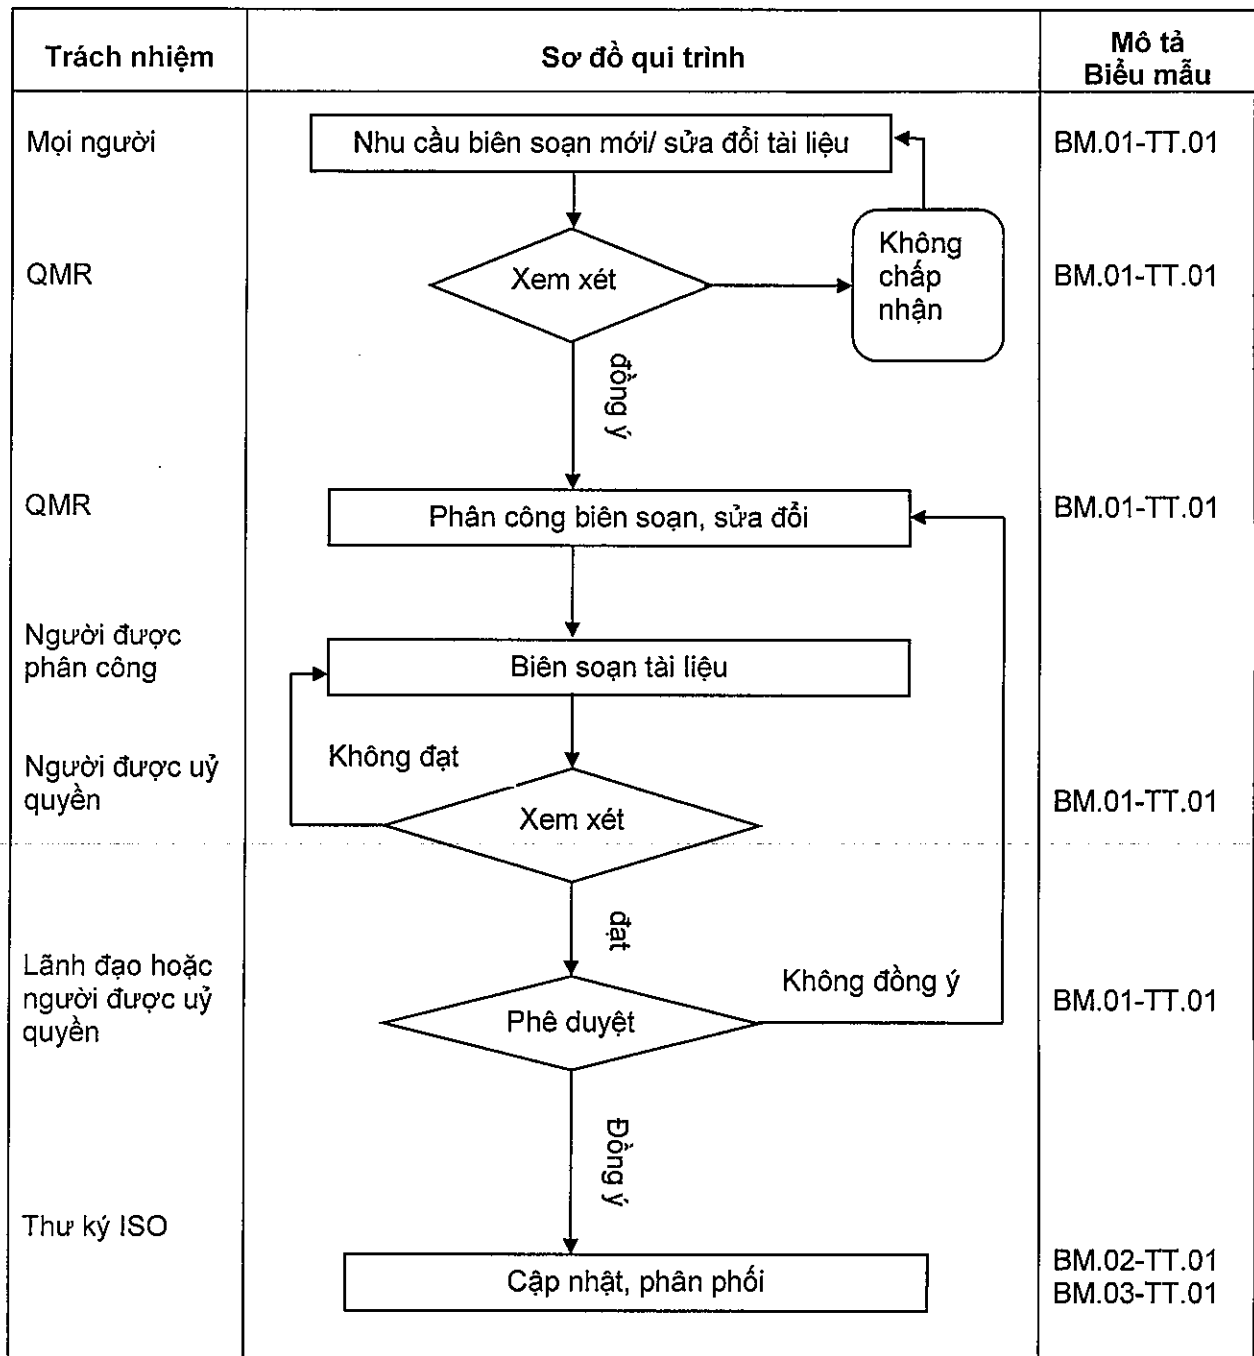 Trách nhiệm
Sơ đồ qui trình
Mô tả
Biểu mẫu
Mọi người
Nhu cầu biên soạn mới/ sửa đổi tài liệu
BM.01-TT.01
QMR
Xem xét
Không
chấp
nhận
BM.01-TT.01
đồng ý
QMR
Phân công biên soạn, sửa đổi
BM.01-TT.01
Người được
phân công
Biên soạn tài liệu
Không đạt
Người được uỷ
quyền
Xem xét
BM.01-TT.01
đạt
Lãnh đạo hoặc
người được uỷ
quyền
Không đồng ý
Phê duyệt
BM.01-TT.01
Đồng ý
Thư ký ISO
Cập nhật, phân phối
BM.02-TT.01
BM.03-TT.01